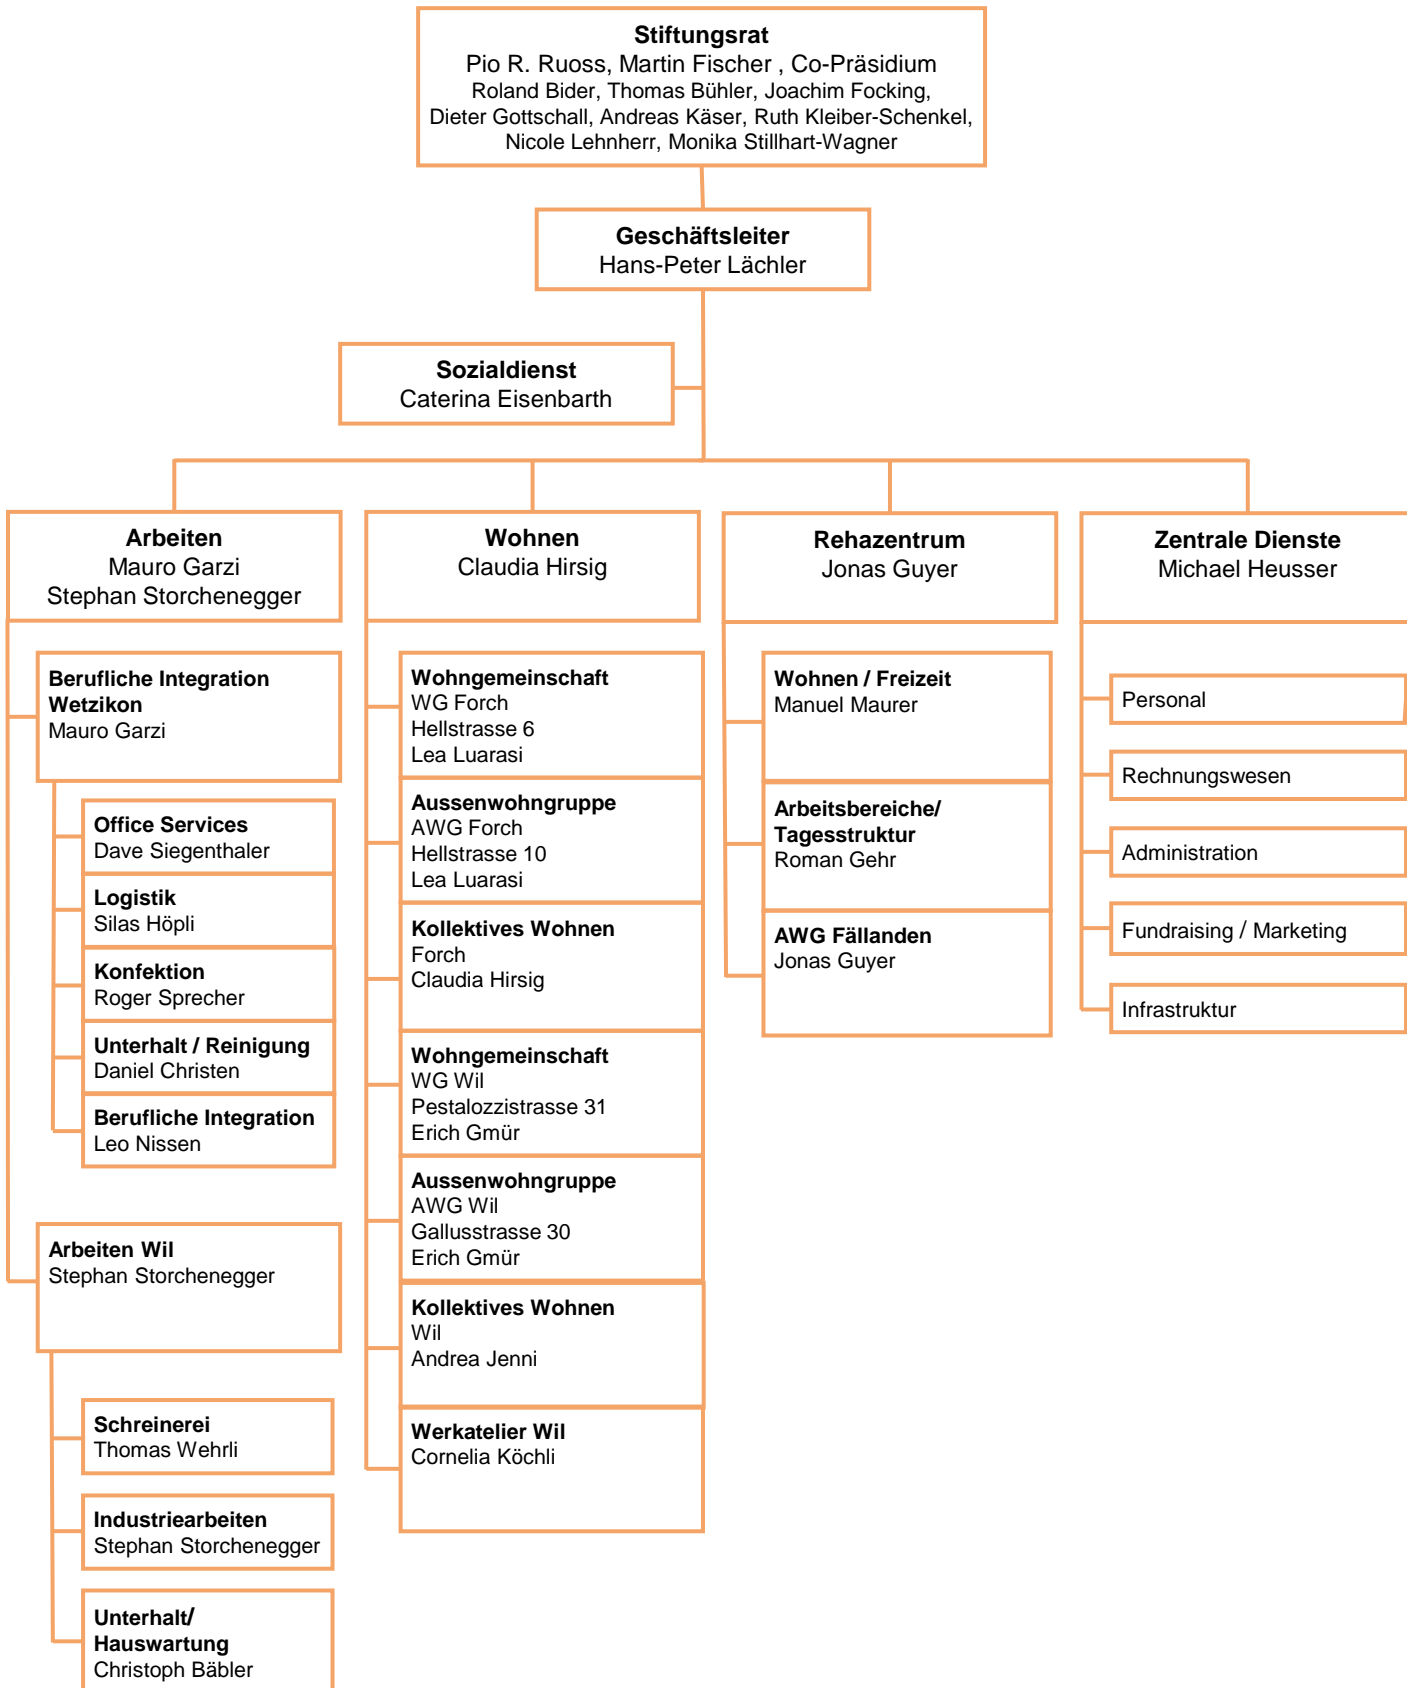 Stiftungsrat
Pio R. Ruoss, Martin Fischer , Co-Präsidium
Roland Bider, Thomas Bühler, Joachim Focking,
Dieter Gottschall, Andreas Käser, Ruth Kleiber-Schenkel,
Nicole Lehnherr, Monika Stillhart-Wagner
Geschäftsleiter
Hans-Peter Lächler
Sozialdienst
Caterina Eisenbarth
Arbeiten
Mauro Garzi
Stephan Storchenegger
Berufliche Integration
Wetzikon
Mauro Garzi
Office Services
Dave Siegenthaler
Logistik
Silas Höpli
Konfektion
Roger Sprecher
Unterhalt / Reinigung
Daniel Christen
Berufliche Integration
Leo Nissen
Arbeiten Wil
Stephan Storchenegger
Schreinerei
Thomas Wehrli
Industriearbeiten
Stephan Storchenegger
Unterhalt/
Hauswartung
Christoph Bäbler
Wohnen
Claudia Hirsig
Wohngemeinschaft
WG Forch
Hellstrasse 6
Lea Luarasi
Aussenwohngruppe
AWG Forch
Hellstrasse 10
Lea Luarasi
Kollektives Wohnen
Forch
Claudia Hirsig
Wohngemeinschaft
WG Wil
Pestalozzistrasse 31
Erich Gmür
Aussenwohngruppe
AWG Wil
Gallusstrasse 30
Erich Gmür
Kollektives Wohnen
Wil
Andrea Jenni
Werkatelier Wil
Cornelia Köchli
Rehazentrum
Jonas Guyer
Wohnen / Freizeit
Manuel Maurer
Arbeitsbereiche/
Tagesstruktur
Roman Gehr
AWG Fällanden
Jonas Guyer
Zentrale Dienste
Michael Heusser
Personal
Rechnungswesen
Administration
Fundraising / Marketing
Infrastruktur